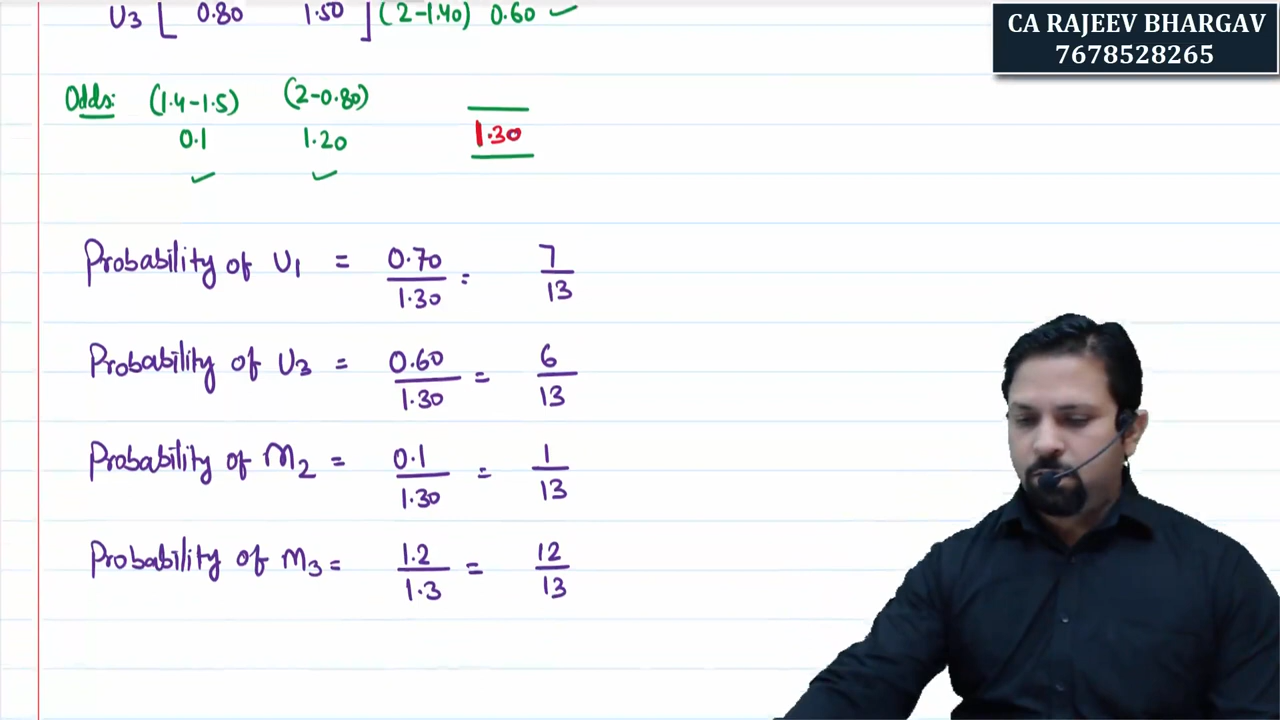 U3 [ 0.80 1.50 ] (2-1.40) 0.60 ✓
CA RAJEEV BHARGAV
7678528265
Odds: (1.4-1.5) (2-0.80)
0.1 1.20 1.30
✓ ✓
Probability of U1 = 0.70/1.30 = 7/13
Probability of U3 = 0.60/1.30 = 6/13
Probability of M2 = 0.1/1.30 = 1/13
Probability of M3 = 1.2/1.3 = 12/13